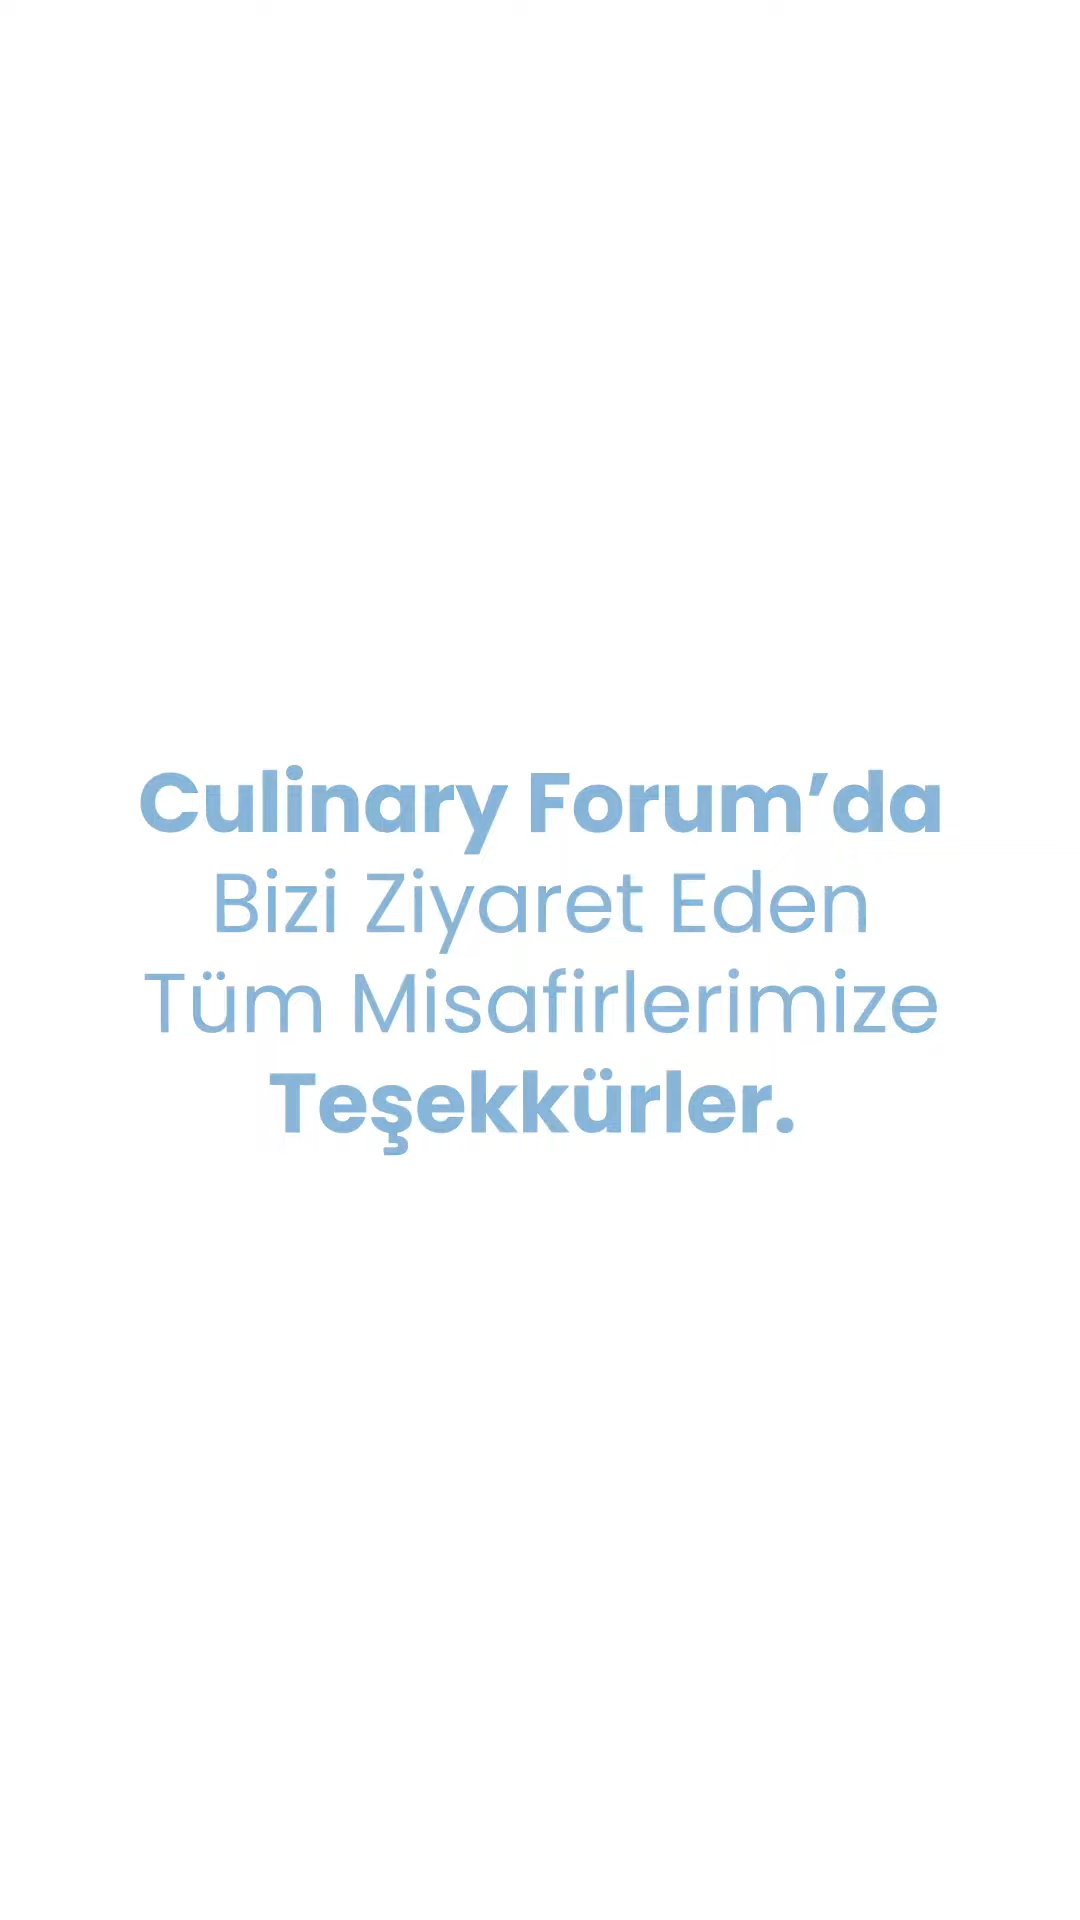 Culinary Forum’da
Bizi Ziyaret Eden
Tüm Misafirlerimize
Teşekkürler.